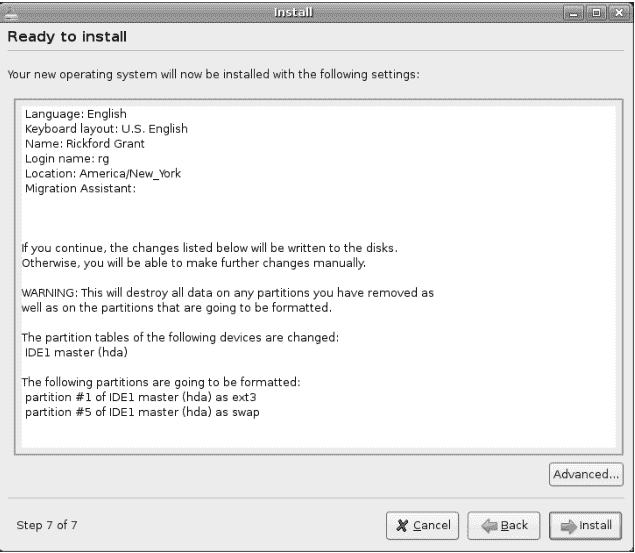 Install
Ready to install
Your new operating system will now be installed with the following settings:
Language: English
Keyboard layout: U.S. English
Name: Rickford Grant
Login name: rg
Location: America/New_York
Migration Assistant:
If you continue, the changes listed below will be written to the disks.
Otherwise, you will be able to make further changes manually.
WARNING: This will destroy all data on any partitions you have removed as
well as on the partitions that are going to be formatted.
The partition tables of the following devices are changed:
IDE1 master (hda)
The following partitions are going to be formatted:
partition #1 of IDE1 master (hda) as ext3
partition #5 of IDE1 master (hda) as swap
Advanced...
Step 7 of 7
Cancel
Back
Install